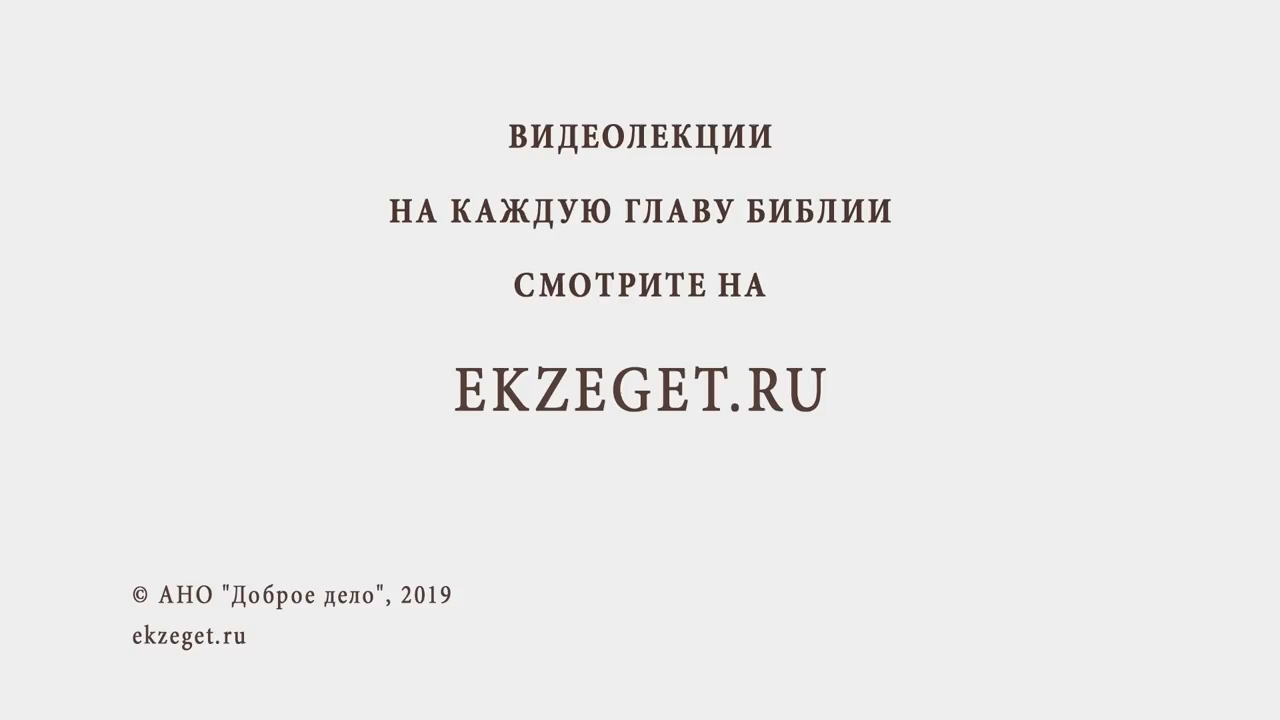 ВИДЕОЛЕКЦИИ
НА КАЖДУЮ ГЛАВУ БИБЛИИ
СМОТРИТЕ НА
EKZEGET.RU
© АНО "Доброе дело", 2019
ekzeget.ru